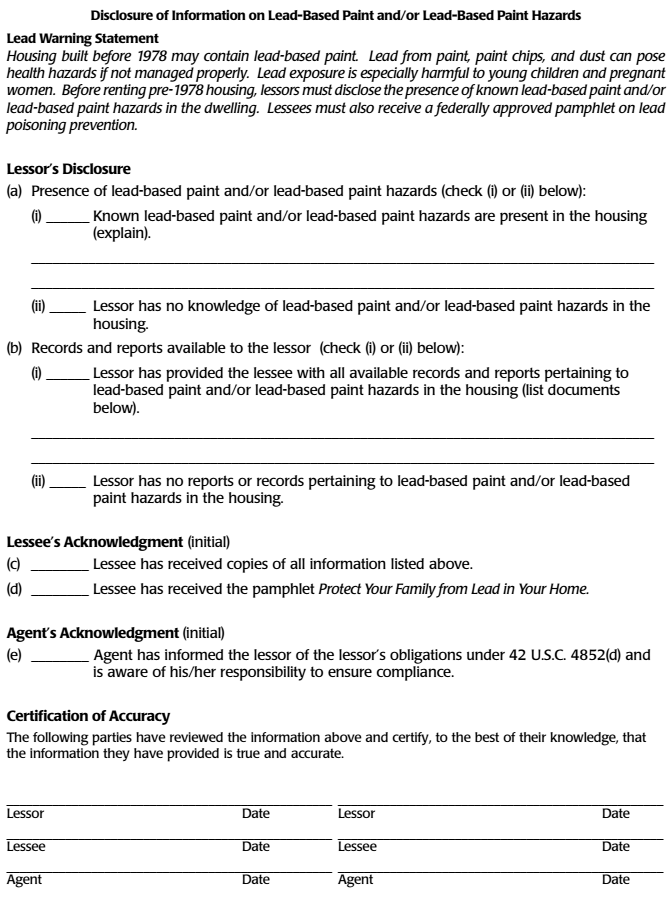 Disclosure of Information on Lead-Based Paint and/or Lead-Based Paint Hazards
Lead Warning Statement
Housing built before 1978 may contain lead-based paint. Lead from paint, paint chips, and dust can pose
health hazards if not managed properly. Lead exposure is especially harmful to young children and pregnant
women. Before renting pre-1978 housing, lessors must disclose the presence of known lead-based paint and/or
lead-based paint hazards in the dwelling. Lessees must also receive a federally approved pamphlet on lead
poisoning prevention.
Lessor's Disclosure
(a) Presence of lead-based paint and/or lead-based paint hazards (check (i) or (ii) below):
(i) ______ Known lead-based paint and/or lead-based paint hazards are present in the housing
(explain).
(ii) _____ Lessor has no knowledge of lead-based paint and/or lead-based paint hazards in the
housing.
(b) Records and reports available to the lessor (check (i) or (ii) below):
(i) ______ Lessor has provided the lessee with all available records and reports pertaining to
lead-based paint and/or lead-based paint hazards in the housing (list documents
below).
(ii) _____ Lessor has no reports or records pertaining to lead-based paint and/or lead-based
paint hazards in the housing.
Lessee's Acknowledgment (initial)
(c) ________ Lessee has received copies of all information listed above.
(d) ________ Lessee has received the pamphlet Protect Your Family from Lead in Your Home.
Agent's Acknowledgment (initial)
(e) ________ Agent has informed the lessor of the lessor's obligations under 42 U.S.C. 4852(d) and
is aware of his/her responsibility to ensure compliance.
Certification of Accuracy
The following parties have reviewed the information above and certify, to the best of their knowledge, that
the information they have provided is true and accurate.
Lessor Date Lessor Date
Lessee Date Lessee Date
Agent Date Agent Date